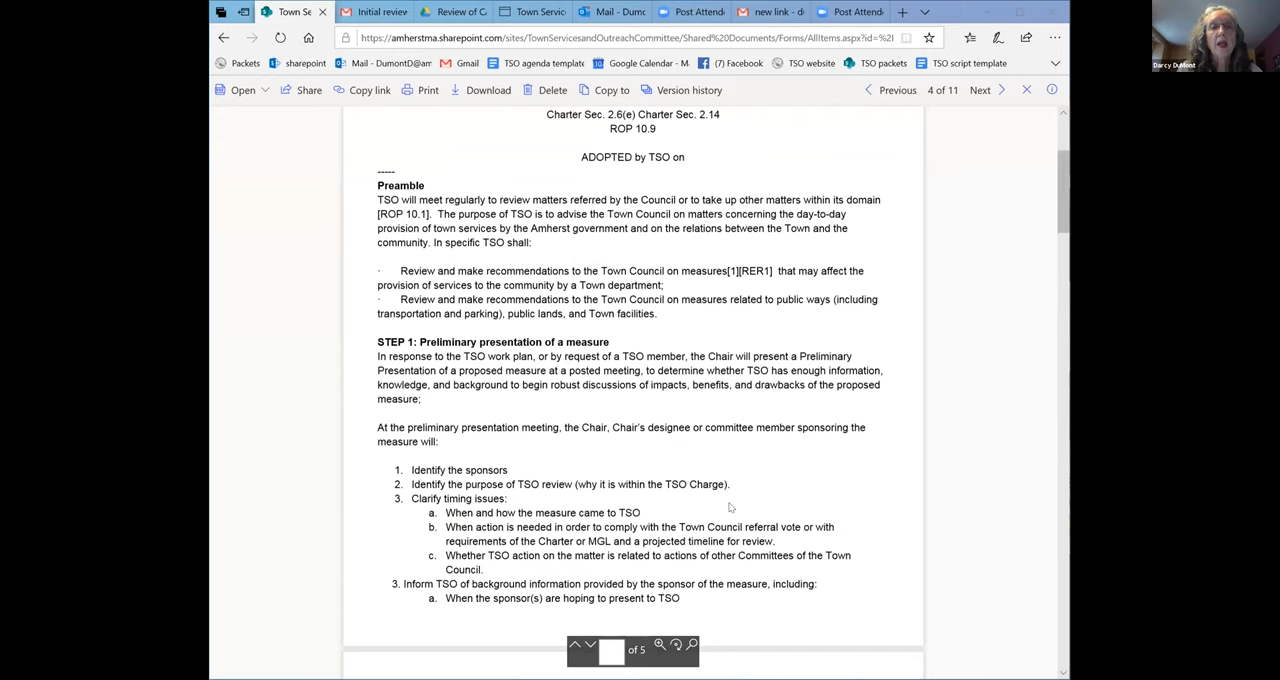 Town Se
Initial review
Review of C
Town Servic
Mail - Dumo
Post Attend
new link - d
Post Attende
https://amherstma.sharepoint.com/sites/TownServicesandOutreachCommittee/Shared%20Documents/Forms/AllItems.aspx?id=%2
Packets
sharepoint
Mail - DumontD@am
Gmail
TSO agenda template
Google Calendar - M
(7) Facebook
TSO website
TSO packets
TSO script template
Open
Share
Copy link
Print
Download
Delete
Copy to
Version history
Previous
4 of 11
Next
Darcy DuMont
Charter Sec. 2.6(e) Charter Sec. 2.14
ROP 10.9
ADOPTED by TSO on
-----
Preamble
TSO will meet regularly to review matters referred by the Council or to take up other matters within its domain
[ROP 10.1]. The purpose of TSO is to advise the Town Council on matters concerning the day-to-day
provision of town services by the Amherst government and on the relations between the Town and the
community. In specific TSO shall:
· Review and make recommendations to the Town Council on measures[1][RER1] that may affect the
provision of services to the community by a Town department;
· Review and make recommendations to the Town Council on measures related to public ways (including
transportation and parking), public lands, and Town facilities.
STEP 1: Preliminary presentation of a measure
In response to the TSO work plan, or by request of a TSO member, the Chair will present a Preliminary
Presentation of a proposed measure at a posted meeting, to determine whether TSO has enough information,
knowledge, and background to begin robust discussions of impacts, benefits, and drawbacks of the proposed
measure;
At the preliminary presentation meeting, the Chair, Chair's designee or committee member sponsoring the
measure will:
1. Identify the sponsors
2. Identify the purpose of TSO review (why it is within the TSO Charge).
3. Clarify timing issues:
a. When and how the measure came to TSO
b. When action is needed in order to comply with the Town Council referral vote or with
requirements of the Charter or MGL and a projected timeline for review.
c. Whether TSO action on the matter is related to actions of other Committees of the Town
Council.
3. Inform TSO of background information provided by the sponsor of the measure, including:
a. When the sponsor(s) are hoping to present to TSO
of 5